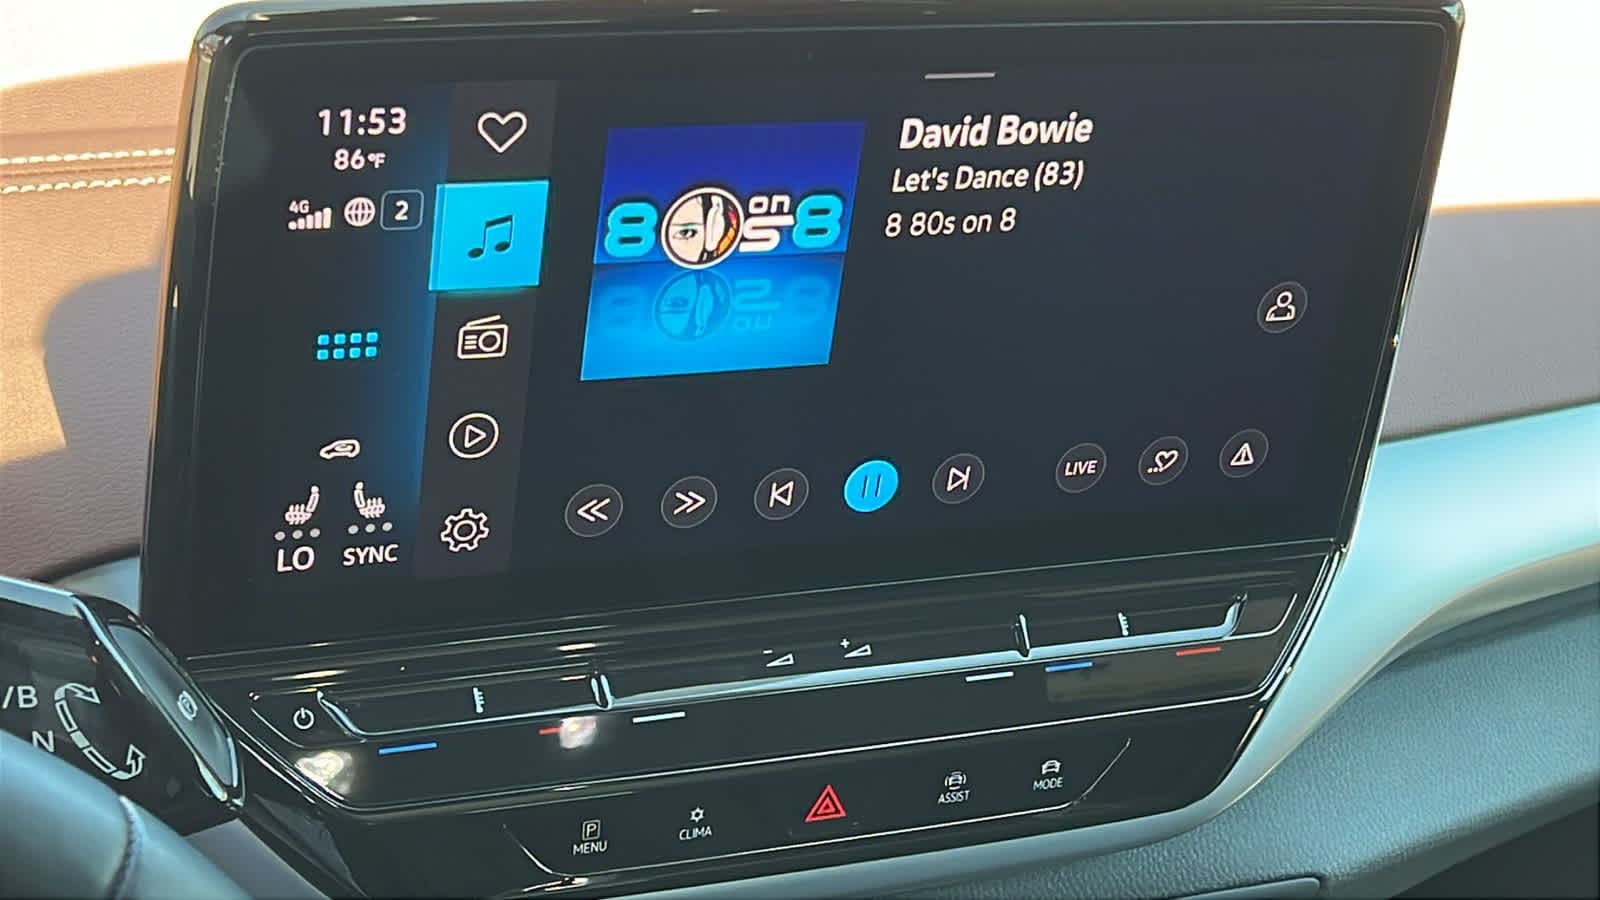 11:53
86°F
4G
2
80s on 8
David Bowie
Let's Dance (83)
8 80s on 8
LIVE
LO
SYNC
/B
N
P
MENU
CLIMA
ASSIST
MODE